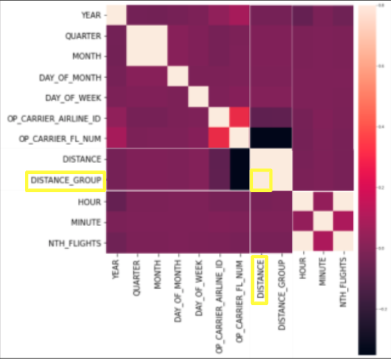 YEAR
QUARTER
MONTH
DAY_OF_MONTH
DAY_OF_WEEK
OP_CARRIER_AIRLINE_ID
OP_CARRIER_FL_NUM
DISTANCE
DISTANCE_GROUP
HOUR
MINUTE
NTH_FLIGHTS
YEAR
QUARTER
MONTH
DAY_OF_MONTH
DAY_OF_WEEK
OP_CARRIER_AIRLINE_ID
OP_CARRIER_FL_NUM
DISTANCE
DISTANCE_GROUP
HOUR
MINUTE
NTH_FLIGHTS